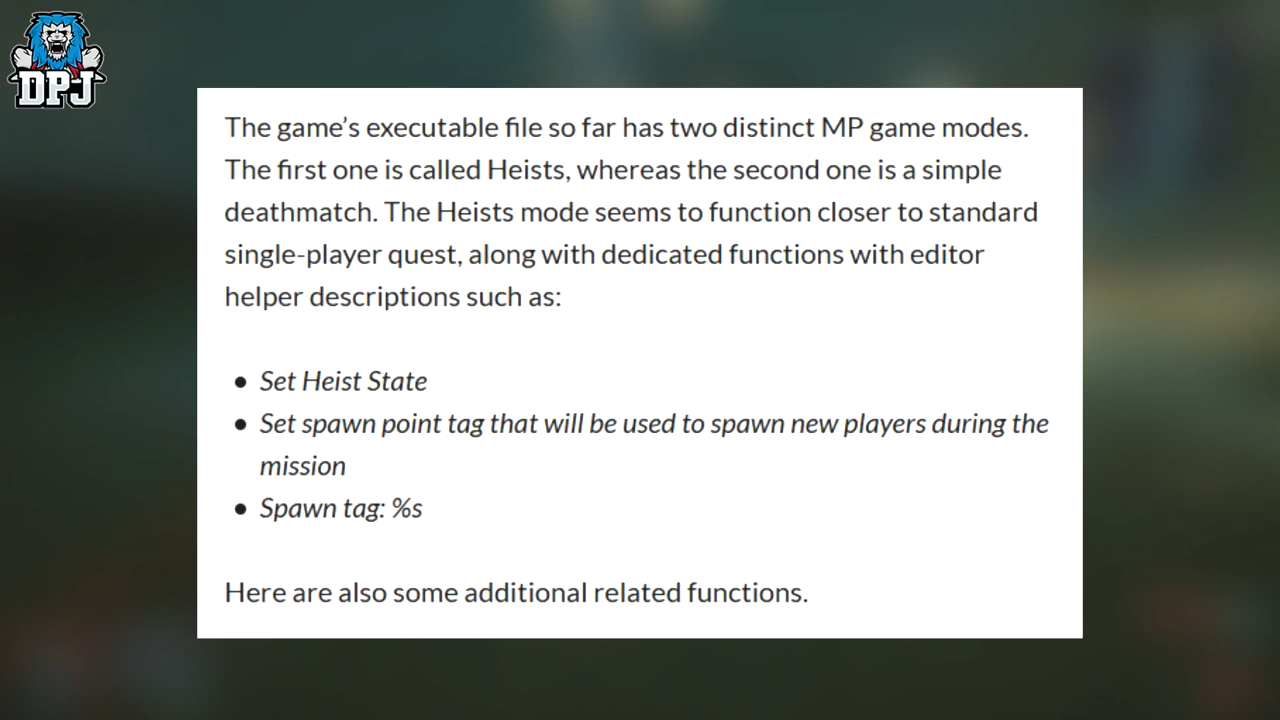 DPJ
The game’s executable file so far has two distinct MP game modes.
The first one is called Heists, whereas the second one is a simple
deathmatch. The Heists mode seems to function closer to standard
single-player quest, along with dedicated functions with editor
helper descriptions such as:
• Set Heist State
• Set spawn point tag that will be used to spawn new players during the
mission
• Spawn tag: %s
Here are also some additional related functions.